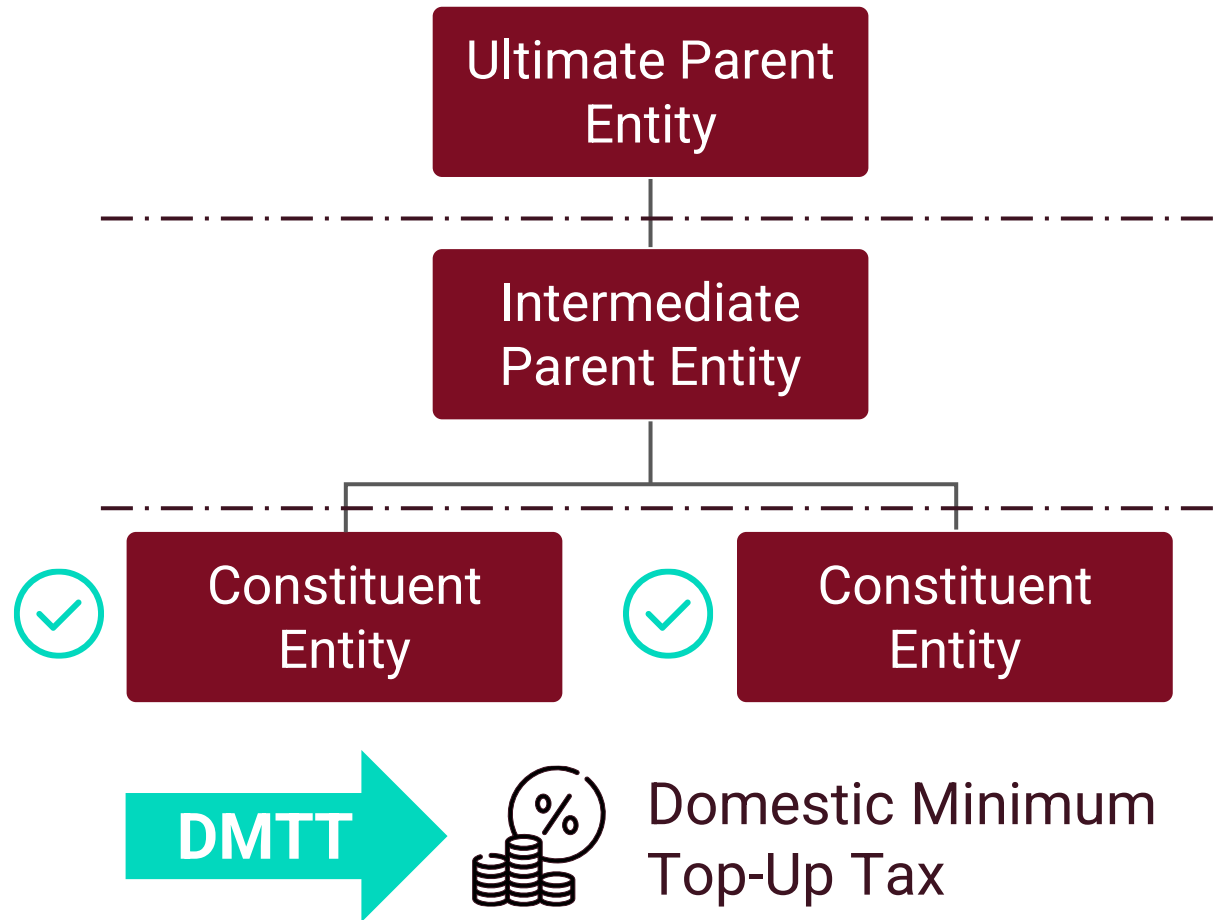 Ultimate Parent
Entity
Intermediate
Parent Entity
Constituent
Entity
Constituent
Entity
DMTT
%
Domestic Minimum
Top-Up Tax